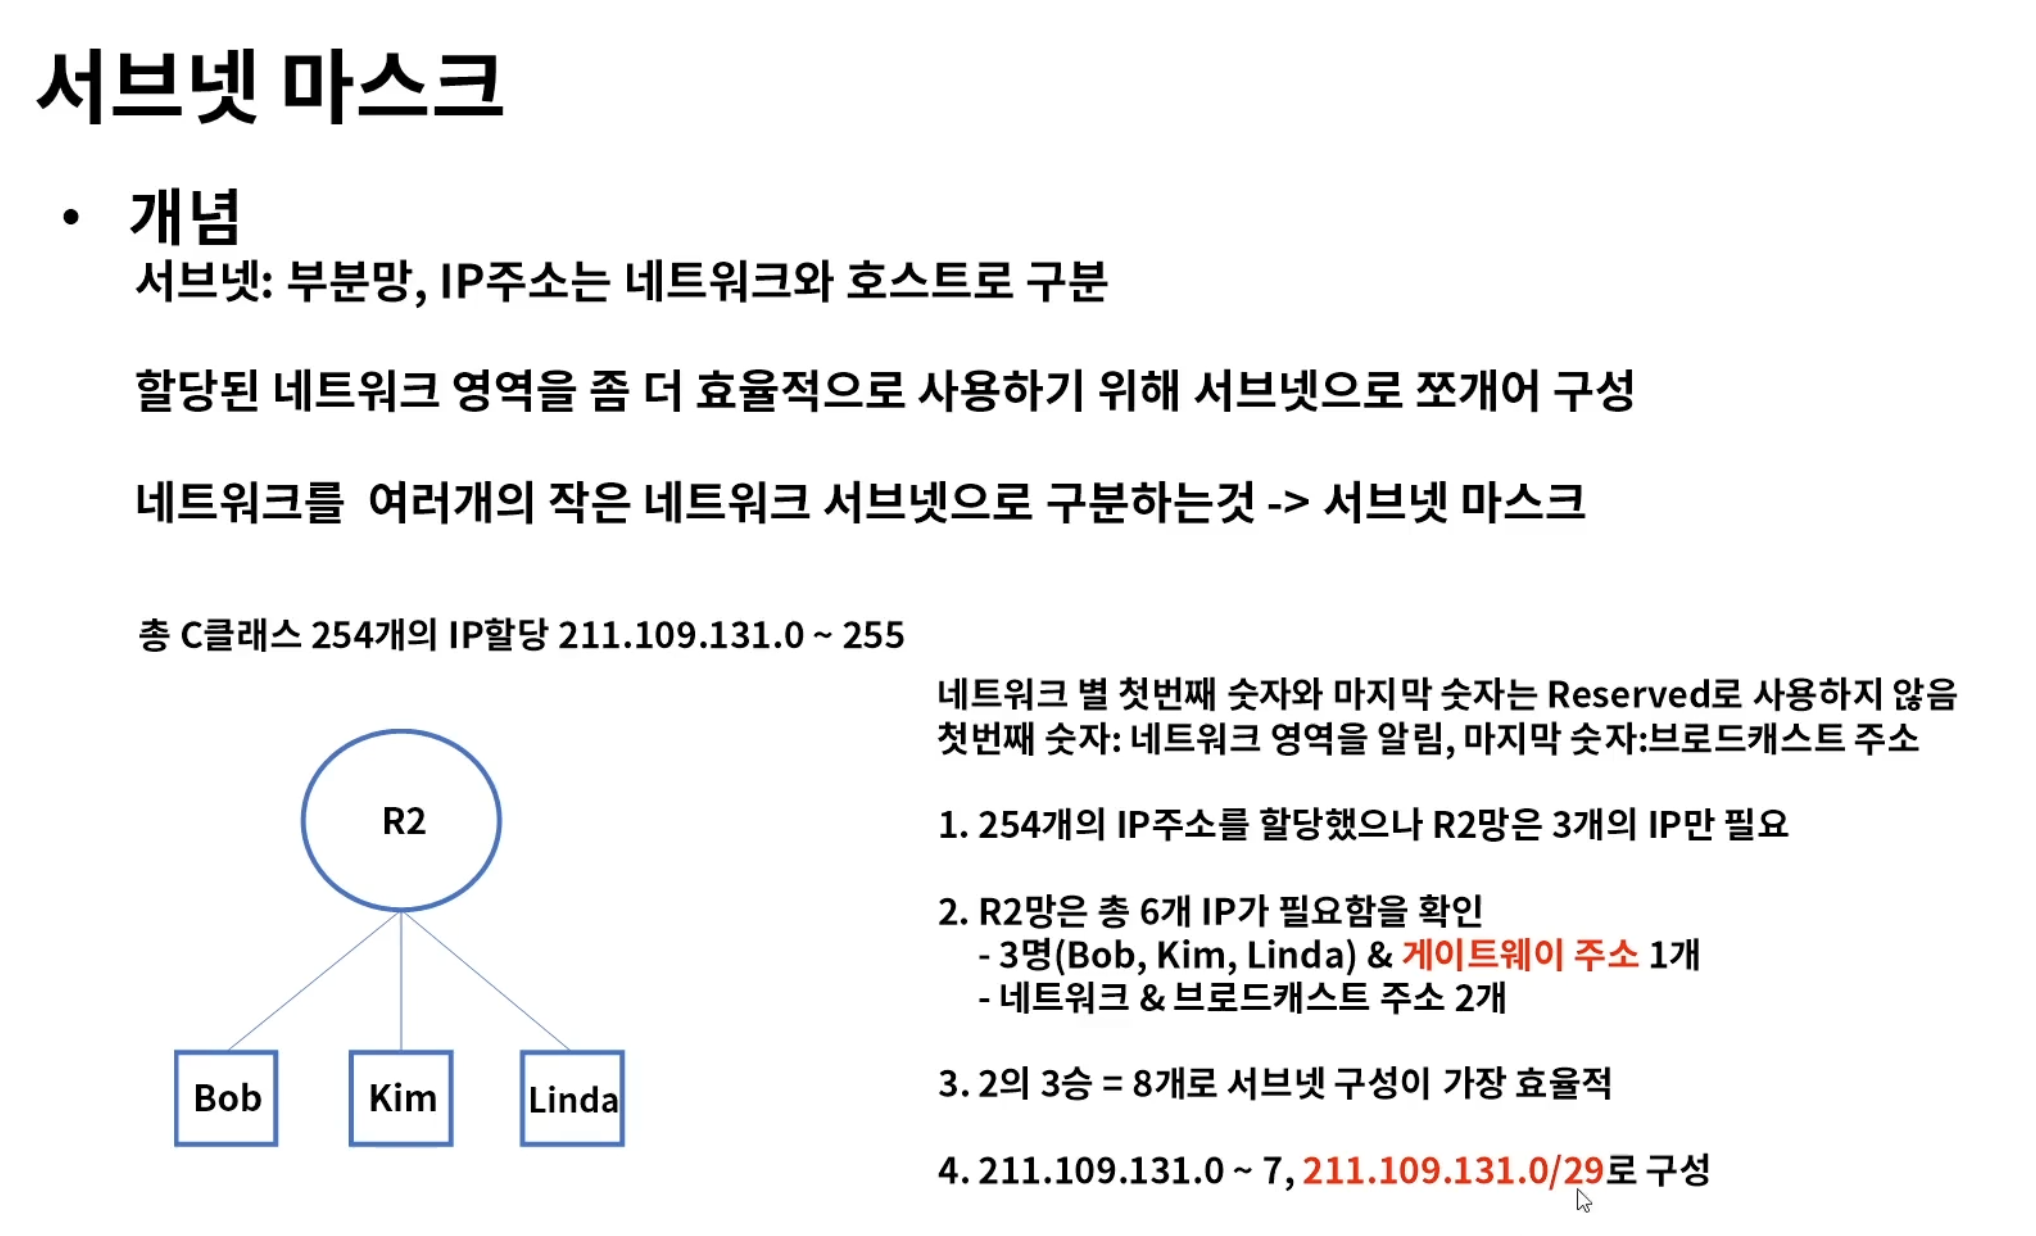 서브넷 마스크
• 개념
서브넷: 부분망, IP주소는 네트워크와 호스트로 구분
할당된 네트워크 영역을 좀 더 효율적으로 사용하기 위해 서브넷으로 쪼개어 구성
네트워크를 여러개의 작은 네트워크 서브넷으로 구분하는것 -> 서브넷 마스크
총 C클래스 254개의 IP할당 211.109.131.0 ~ 255
R2
Bob
Kim
Linda
네트워크 별 첫번째 숫자와 마지막 숫자는 Reserved로 사용하지 않음
첫번째 숫자: 네트워크 영역을 알림, 마지막 숫자:브로드캐스트 주소
1. 254개의 IP주소를 할당했으나 R2망은 3개의 IP만 필요
2. R2망은 총 6개 IP가 필요함을 확인
- 3명(Bob, Kim, Linda) & 게이트웨이 주소 1개
- 네트워크 & 브로드캐스트 주소 2개
3. 2의 3승 = 8개로 서브넷 구성이 가장 효율적
4. 211.109.131.0 ~ 7, 211.109.131.0/29로 구성